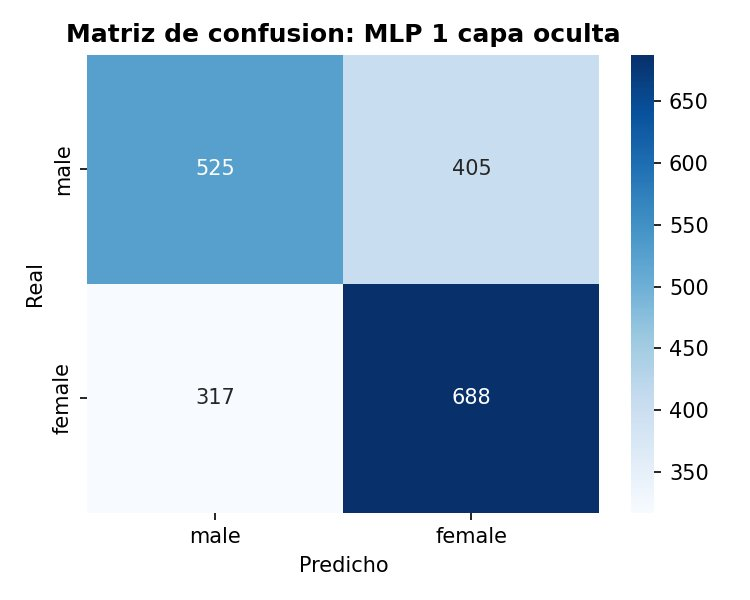 Matriz de confusion: MLP 1 capa oculta
male
525
405
Real
female
317
688
male
female
Predicho
650
600
550
500
450
400
350